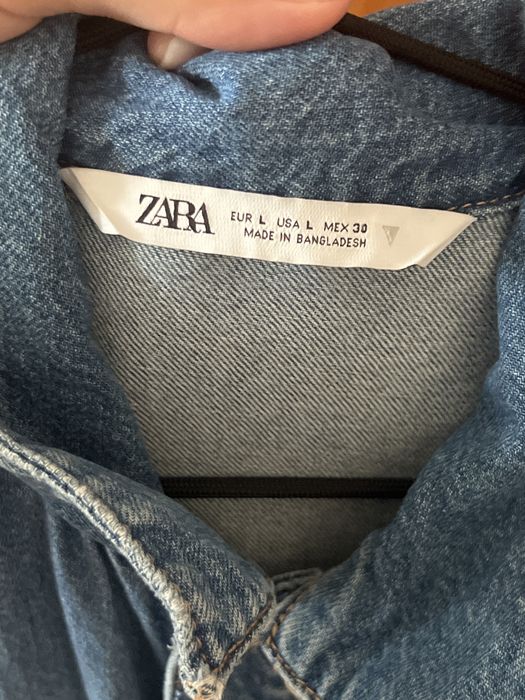 ZARA
EUR L USA L MEX 30
MADE IN BANGLADESH